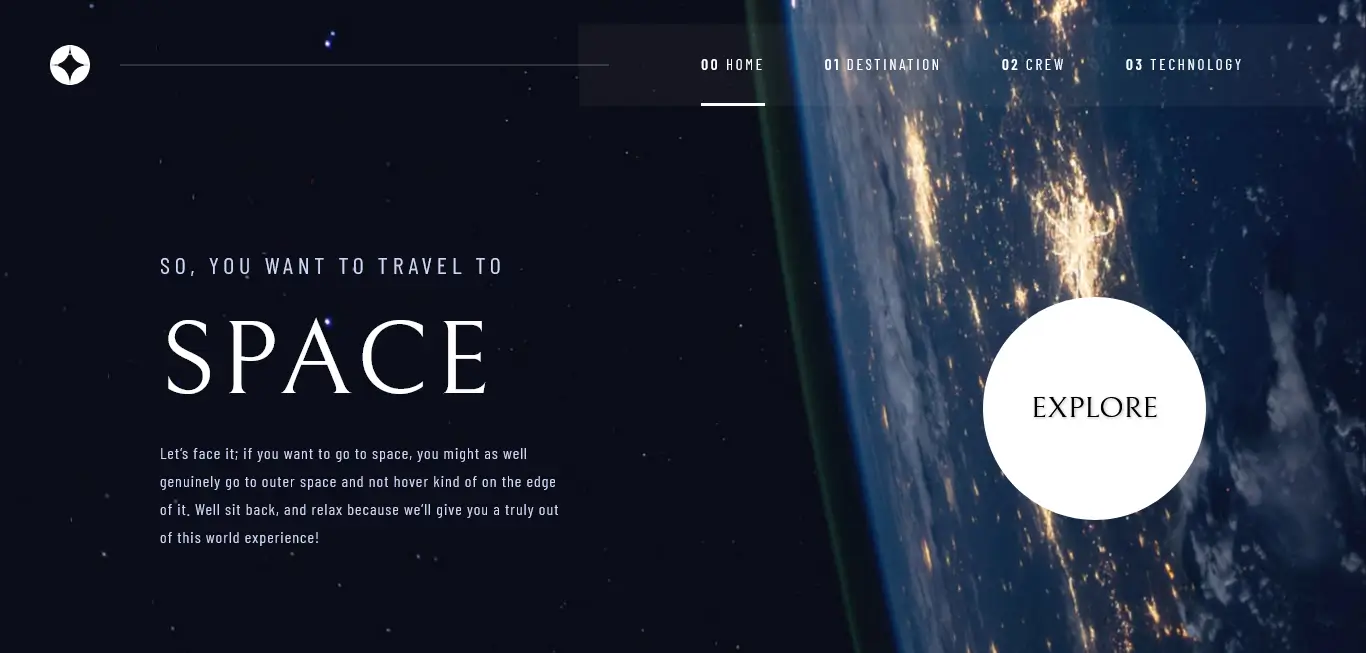 00 HOME 01 DESTINATION 02 CREW 03 TECHNOLOGY
SO, YOU WANT TO TRAVEL TO
SPACE
Let’s face it; if you want to go to space, you might as well
genuinely go to outer space and not hover kind of on the edge
of it. Well sit back, and relax because we’ll give you a truly out
of this world experience!
EXPLORE